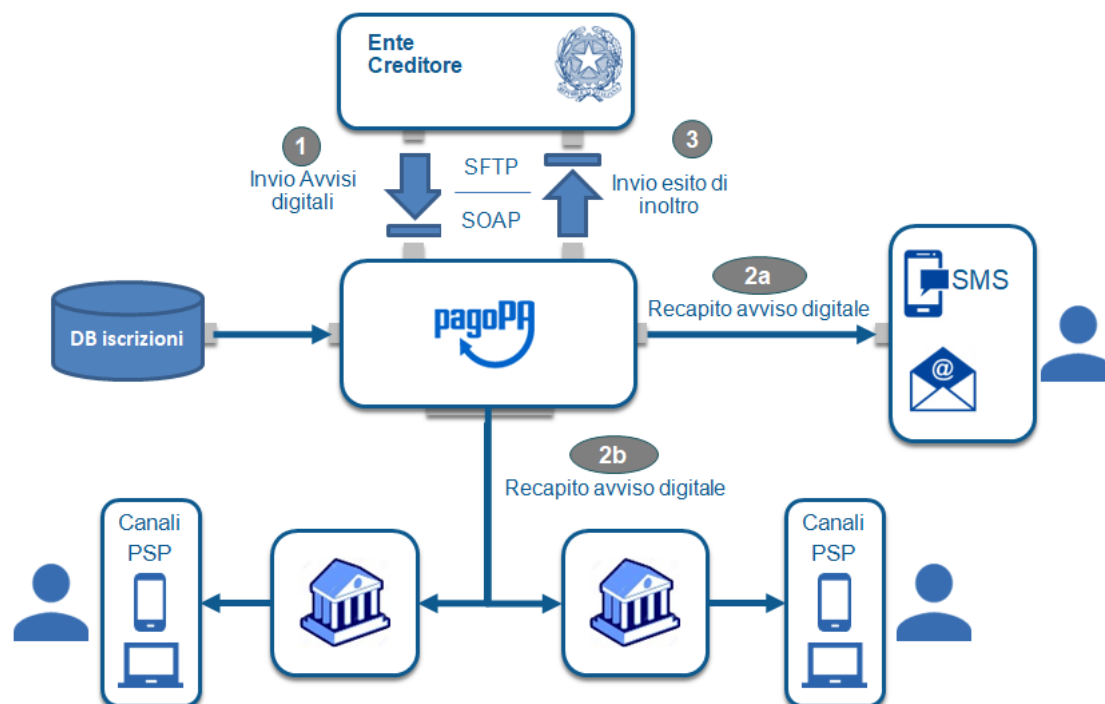 Ente
Creditore
1
Invio Avvisi
digitali
SFTP
SOAP
3
Invio esito di
inoltro
DB iscrizioni
pagoPA
2a
Recapito avviso digitale
SMS
@
2b
Recapito avviso digitale
Canali
PSP
Canali
PSP